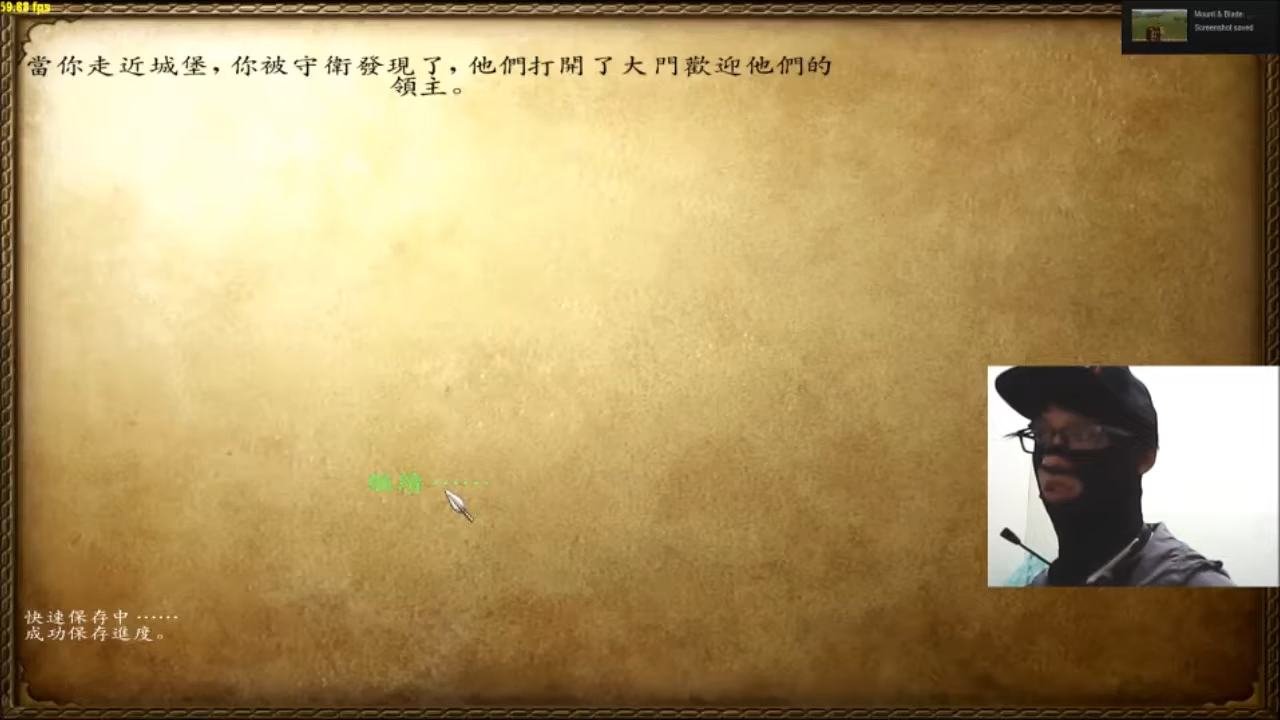 59.83 fps
Mount & Blade: ...
Screenshot saved
當你走近城堡，你被守衛發現了，他們打開了大門歡迎他們的
領主。
繼續……
快速保存中……
成功保存進度。